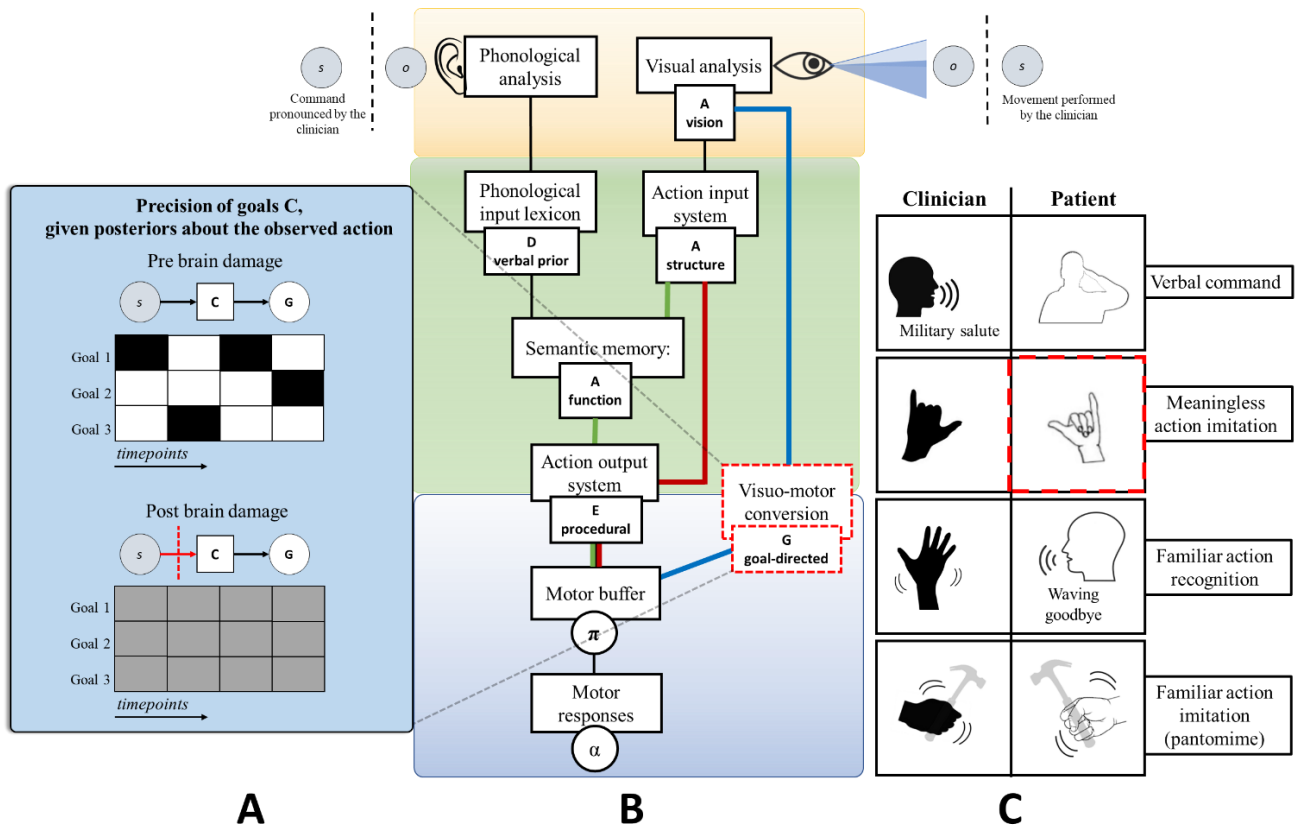 s
Command
pronounced by the
clinician
o
Phonological
analysis
Visual analysis
A
vision
o
s
Movement performed
by the clinician
Precision of goals C,
given posteriors about the observed action
Pre brain damage
s
C
G
Goal 1
Goal 2
Goal 3
timepoints
Post brain damage
s
C
G
Goal 1
Goal 2
Goal 3
timepoints
Phonological
input lexicon
D
verbal prior
Action input
system
A
structure
Semantic memory:
A
function
Action output
system
E
procedural
Visuo-motor
conversion
G
goal-directed
Motor buffer
π
Motor
responses
α
Clinician
Patient
Military salute
Verbal command
Meaningless
action imitation
Waving
goodbye
Familiar action
recognition
Familiar action
imitation
(pantomime)
A
B
C